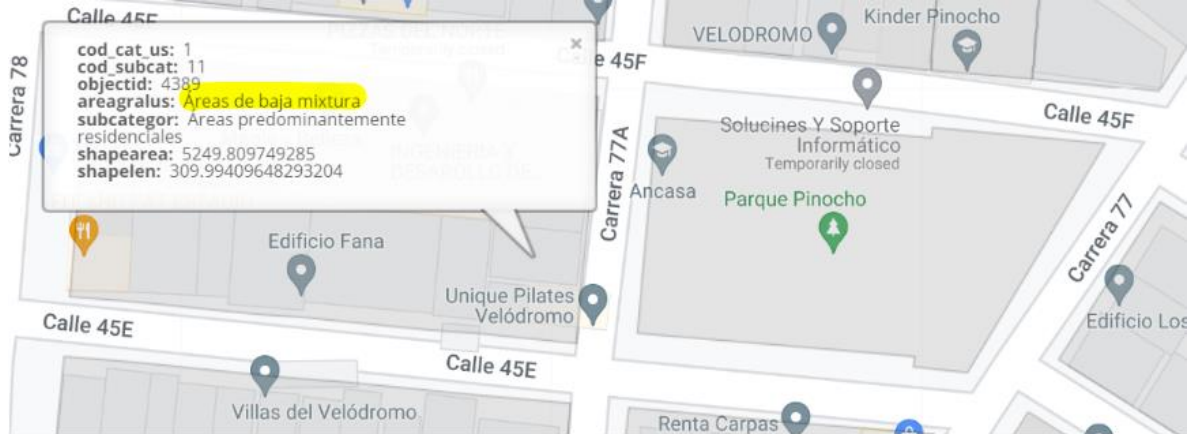 Calle 45F
cod_cat_us: 1
cod_subcat: 11
objectid: 4389
areagralus: Áreas de baja mixtura
subcategor: Áreas predominantemente
residenciales
shapearea: 5249.809749285
shapelen: 309.99409648293204
×
Carrera 78
e 45F
VELODROMO
Kinder Pinocho
Calle 45F
Solucines Y Soporte
Informático
Temporarily closed
Carrera 77A
Ancasa
Parque Pinocho
Carrera 77
Edificio Fana
Unique Pilates
Velódromo
Edificio Los
Calle 45E
Calle 45E
Villas del Velódromo
Renta Carpas